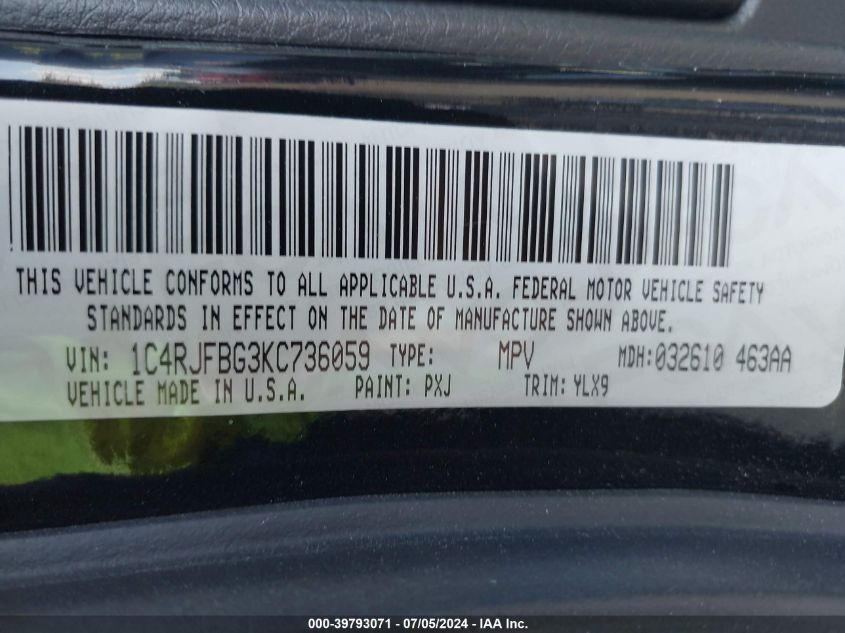 THIS VEHICLE CONFORMS TO ALL APPLICABLE U.S.A. FEDERAL MOTOR VEHICLE SAFETY
STANDARDS IN EFFECT ON THE DATE OF MANUFACTURE SHOWN ABOVE.
VIN: 1C4RJFBG3KC736059 TYPE: MPV MDH:032610 463AA
VEHICLE MADE IN U.S.A. PAINT: PXJ TRIM: YLX9
000-39793071 / 07/05/2024 - IAA Inc.